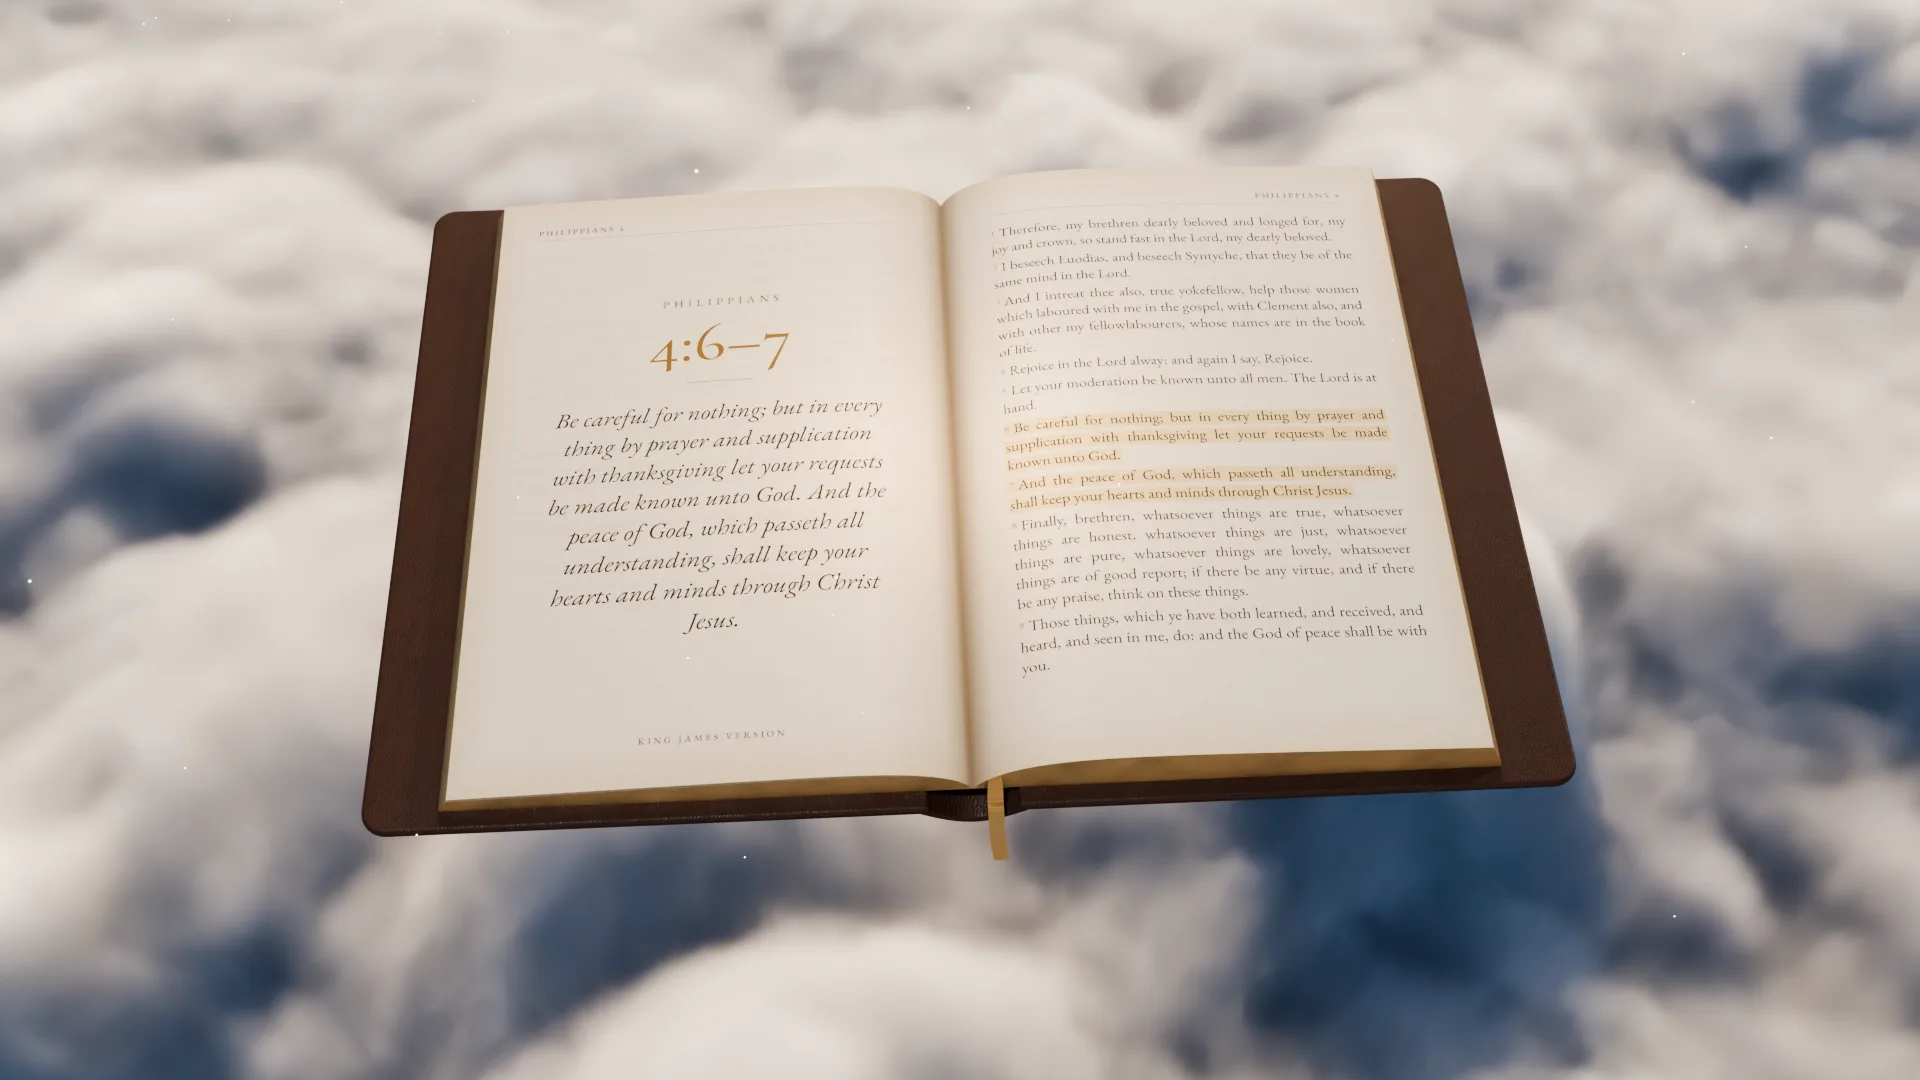 PHILIPPIANS 4
PHILIPPIANS
4:6–7
Be careful for nothing; but in every
thing by prayer and supplication
with thanksgiving let your requests
be made known unto God. And the
peace of God, which passeth all
understanding, shall keep your
hearts and minds through Christ
Jesus.
KING JAMES VERSION
PHILIPPIANS 4
Therefore, my brethren dearly beloved and longed for, my
joy and crown, so stand fast in the Lord, my dearly beloved.
I beseech Euodias, and beseech Syntyche, that they be of the
same mind in the Lord.
And I intreat thee also, true yokefellow, help those women
which laboured with me in the gospel, with Clement also, and
with other my fellowlabourers, whose names are in the book
of life.
Rejoice in the Lord alway: and again I say, Rejoice.
Let your moderation be known unto all men. The Lord is at
hand.
Be careful for nothing; but in every thing by prayer and
supplication with thanksgiving let your requests be made
known unto God.
And the peace of God, which passeth all understanding,
shall keep your hearts and minds through Christ Jesus.
Finally, brethren, whatsoever things are true, whatsoever
things are honest, whatsoever things are just, whatsoever
things are pure, whatsoever things are lovely, whatsoever
things are of good report; if there be any virtue, and if there
be any praise, think on these things.
Those things, which ye have both learned, and received, and
heard, and seen in me, do: and the God of peace shall be with
you.